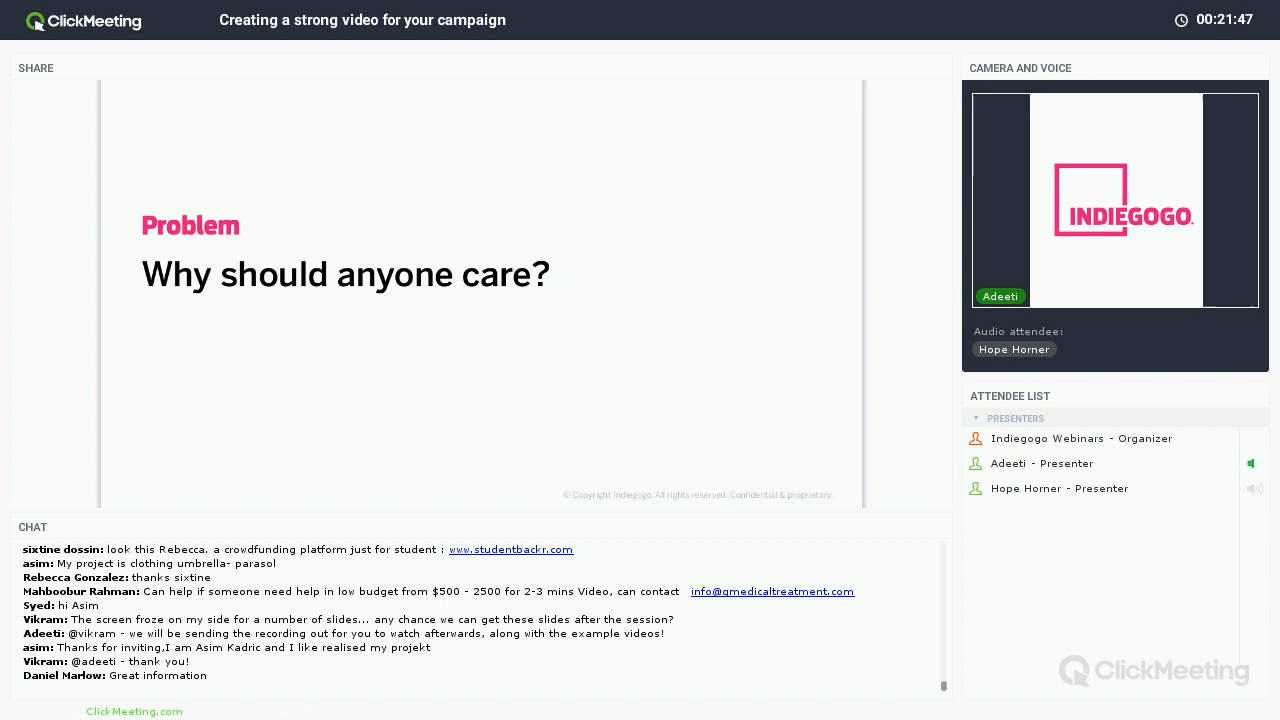 ClickMeeting
Creating a strong video for your campaign
00:21:47
SHARE
Problem
Why should anyone care?
© Copyright Indiegogo. All rights reserved. Confidential & proprietary.
CAMERA AND VOICE
INDIEGOGO.
Adeeti
Audio attendee:
Hope Horner
ATTENDEE LIST
PRESENTERS
Indiegogo Webinars - Organizer
Adeeti - Presenter
Hope Horner - Presenter
ClickMeeting
CHAT
sixtine dossin: look this Rebecca. a crowdfunding platform just for student : www.studentbackr.com
asim: My project is clothing umbrella- parasol
Rebecca Gonzalez: thanks sixtine
Mahboobur Rahman: Can help if someone need help in low budget from $500 - 2500 for 2-3 mins Video, can contact info@qmedicaltreatment.com
Syed: hi Asim
Vikram: The screen froze on my side for a number of slides... any chance we can get these slides after the session?
Adeeti: @vikram - we will be sending the recording out for you to watch afterwards, along with the example videos!
asim: Thanks for inviting,I am Asim Kadric and I like realised my projekt
Vikram: @adeeti - thank you!
Daniel Marlow: Great information
ClickMeeting.com